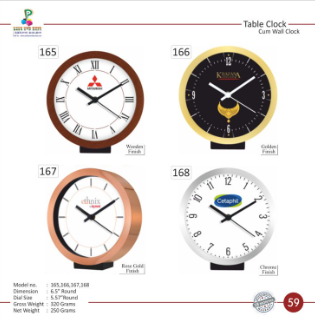 Table Clock
Cum Wall Clock
165
166
MITSUBISHI
Wooden
Finish
Golden
Finish
167
168
Cetaphil
Rose Gold
Finish
Chrome
Finish
Model no. : 165,166,167,168
Dimension : 6.5" Round
Dial Size : 5.57"Round
Gross Weight : 320 Grams
Net Weight : 250 Grams
59